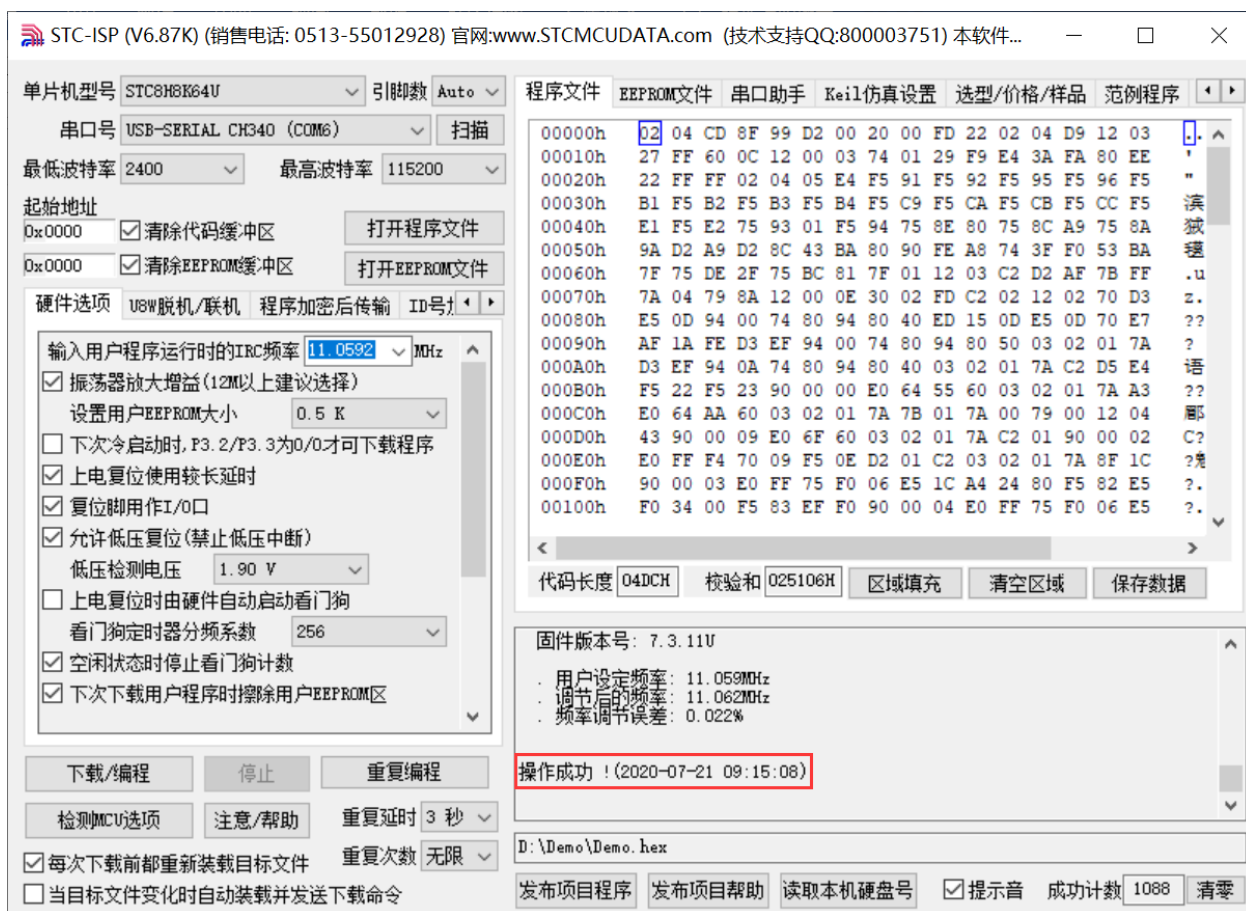 STC-ISP (V6.87K) (销售电话: 0513-55012928) 官网:www.STCMCUDATA.com (技术支持QQ:800003751) 本软件...
单片机型号 STC8H8K64U 引脚数 Auto
串口号 USB-SERIAL CH340 (COM6) 扫描
最低波特率 2400 最高波特率 115200
起始地址
0x0000 清除代码缓冲区 打开程序文件
0x0000 清除EEPROM缓冲区 打开EEPROM文件
硬件选项 U8W脱机/联机 程序加密后传输 ID号
输入用户程序运行时的IRC频率 11.0592 MHz
振荡器放大增益(12M以上建议选择)
设置用户EEPROM大小 0.5 K
下次冷启动时,P3.2/P3.3为0/0才可下载程序
上电复位使用较长延时
复位脚用作I/O口
允许低压复位(禁止低压中断)
低压检测电压 1.90 V
上电复位时由硬件自动启动看门狗
看门狗定时器分频系数 256
空闲状态时停止看门狗计数
下次下载用户程序时擦除用户EEPROM区
下载/编程 停止 重复编程
检测MCU选项 注意/帮助 重复延时 3 秒
每次下载前都重新装载目标文件 重复次数 无限
当目标文件变化时自动装载并发送下载命令
程序文件 EEPROM文件 串口助手 Keil仿真设置 选型/价格/样品 范例程序
00000h 02 04 CD 8F 99 D2 00 20 00 FD 22 02 04 D9 12 03 ..
00010h 27 FF 60 0C 12 00 03 74 01 29 F9 E4 3A FA 80 EE '
00020h 22 FF FF 02 04 05 E4 F5 91 F5 92 F5 95 F5 96 F5 "
00030h B1 F5 B2 F5 B3 F5 B4 F5 C9 F5 CA F5 CB F5 CC F5 滨
00040h E1 F5 E2 75 93 01 F5 94 75 8E 80 75 8C A9 75 8A
00050h 9A D2 A9 D2 8C 43 BA 80 90 FE A8 74 3F F0 53 BA
00060h 7F 75 DE 2F 75 BC 81 7F 01 12 03 C2 D2 AF 7B FF .u
00070h 7A 04 79 8A 12 00 0E 30 02 FD C2 02 12 02 70 D3 z.
00080h E5 0D 94 00 74 80 94 80 40 ED 15 0D E5 0D 70 E7 ??
00090h AF 1A FE D3 EF 94 00 74 80 94 80 50 03 02 01 7A ?
000A0h D3 EF 94 0A 74 80 94 80 40 03 02 01 7A C2 D5 E4 语
000B0h F5 22 F5 23 90 00 00 E0 64 55 60 03 02 01 7A A3 ??
000C0h E0 64 AA 60 03 02 01 7A 7B 01 7A 00 79 00 12 04
000D0h 43 90 00 09 E0 6F 60 03 02 01 7A C2 01 90 00 02 C?
000E0h E0 FF F4 70 09 F5 0E D2 01 C2 03 02 01 7A 8F 1C
000F0h 90 00 03 E0 FF 75 F0 06 E5 1C A4 24 80 F5 82 E5 ?.
00100h F0 34 00 F5 83 EF F0 90 00 04 E0 FF 75 F0 06 E5 ?.
代码长度 04DCH 校验和 025106H 区域填充 清空区域 保存数据
固件版本号: 7.3.11U
. 用户设定频率: 11.059MHz
. 调节后的频率: 11.062MHz
. 频率调节误差: 0.022%
操作成功 !(2020-07-21 09:15:08)
D:\Demo\Demo.hex
发布项目程序 发布项目帮助 读取本机硬盘号 提示音 成功计数 1088 清零